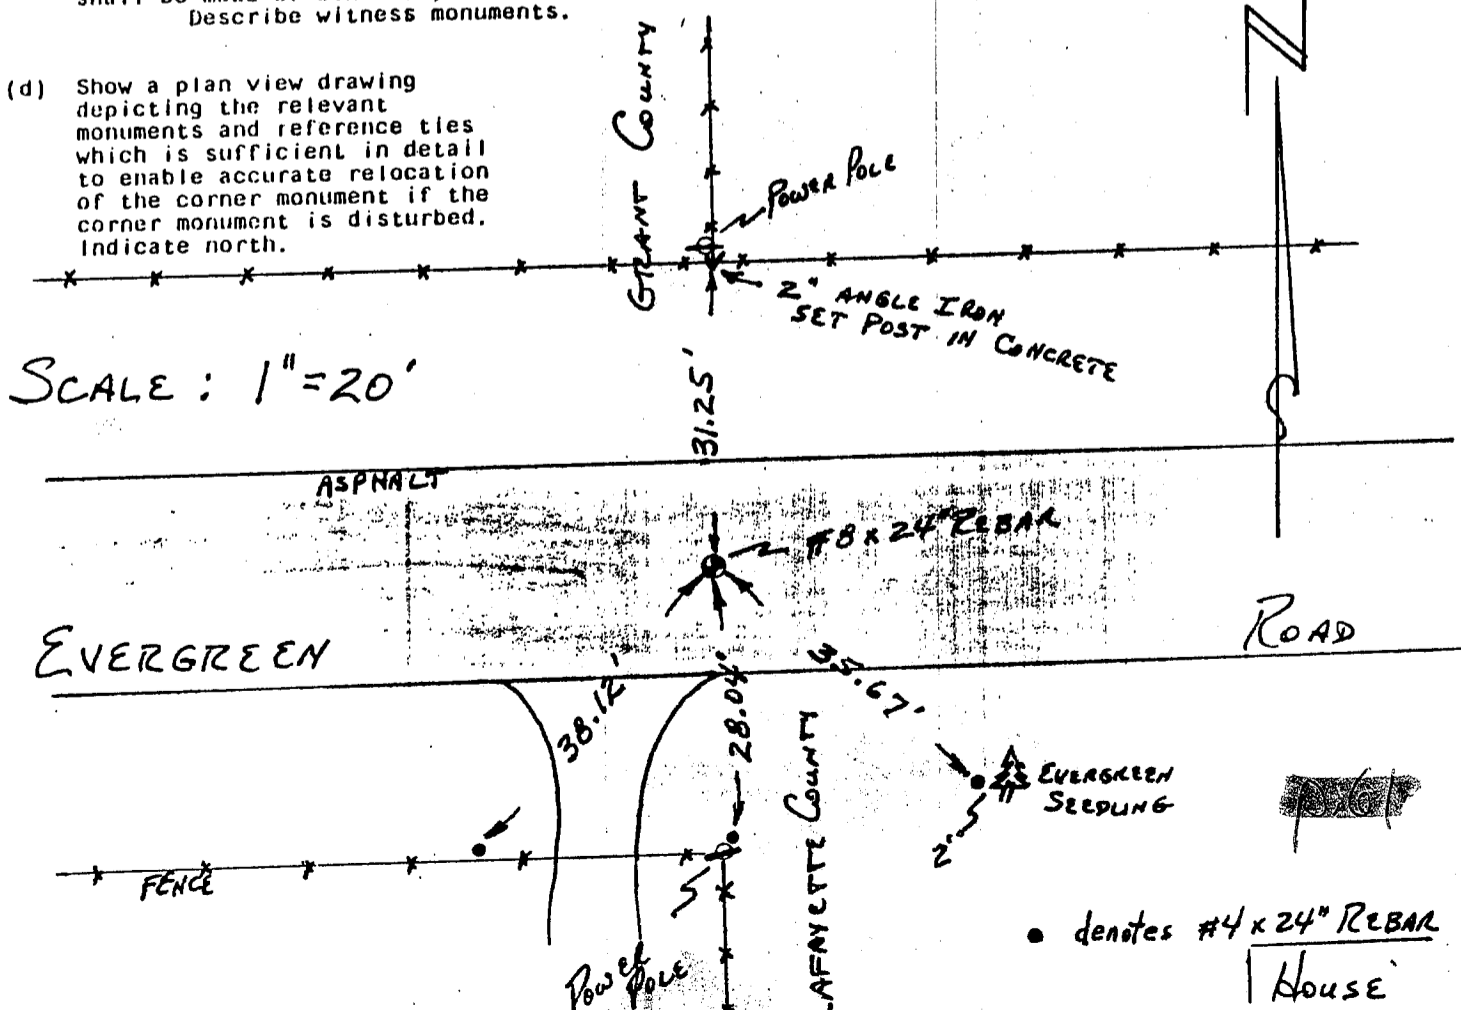 Describe witness monuments.
(d) Show a plan view drawing
depicting the relevant
monuments and reference ties
which is sufficient in detail
to enable accurate relocation
of the corner monument if the
corner monument is disturbed.
Indicate north.
GRANT COUNTY
POWER POLE
2" ANGLE IRON
SET POST IN CONCRETE
SCALE: 1"=20'
31.25'
ASPHALT
#8 x 24" REBAR
EVERGREEN
ROAD
38.12'
28.04'
35.67'
LAFAYETTE COUNTY
EVERGREEN
SEEDLING
2"
FENCE
POWER
POLE
• denotes #4 x 24" REBAR
HOUSE